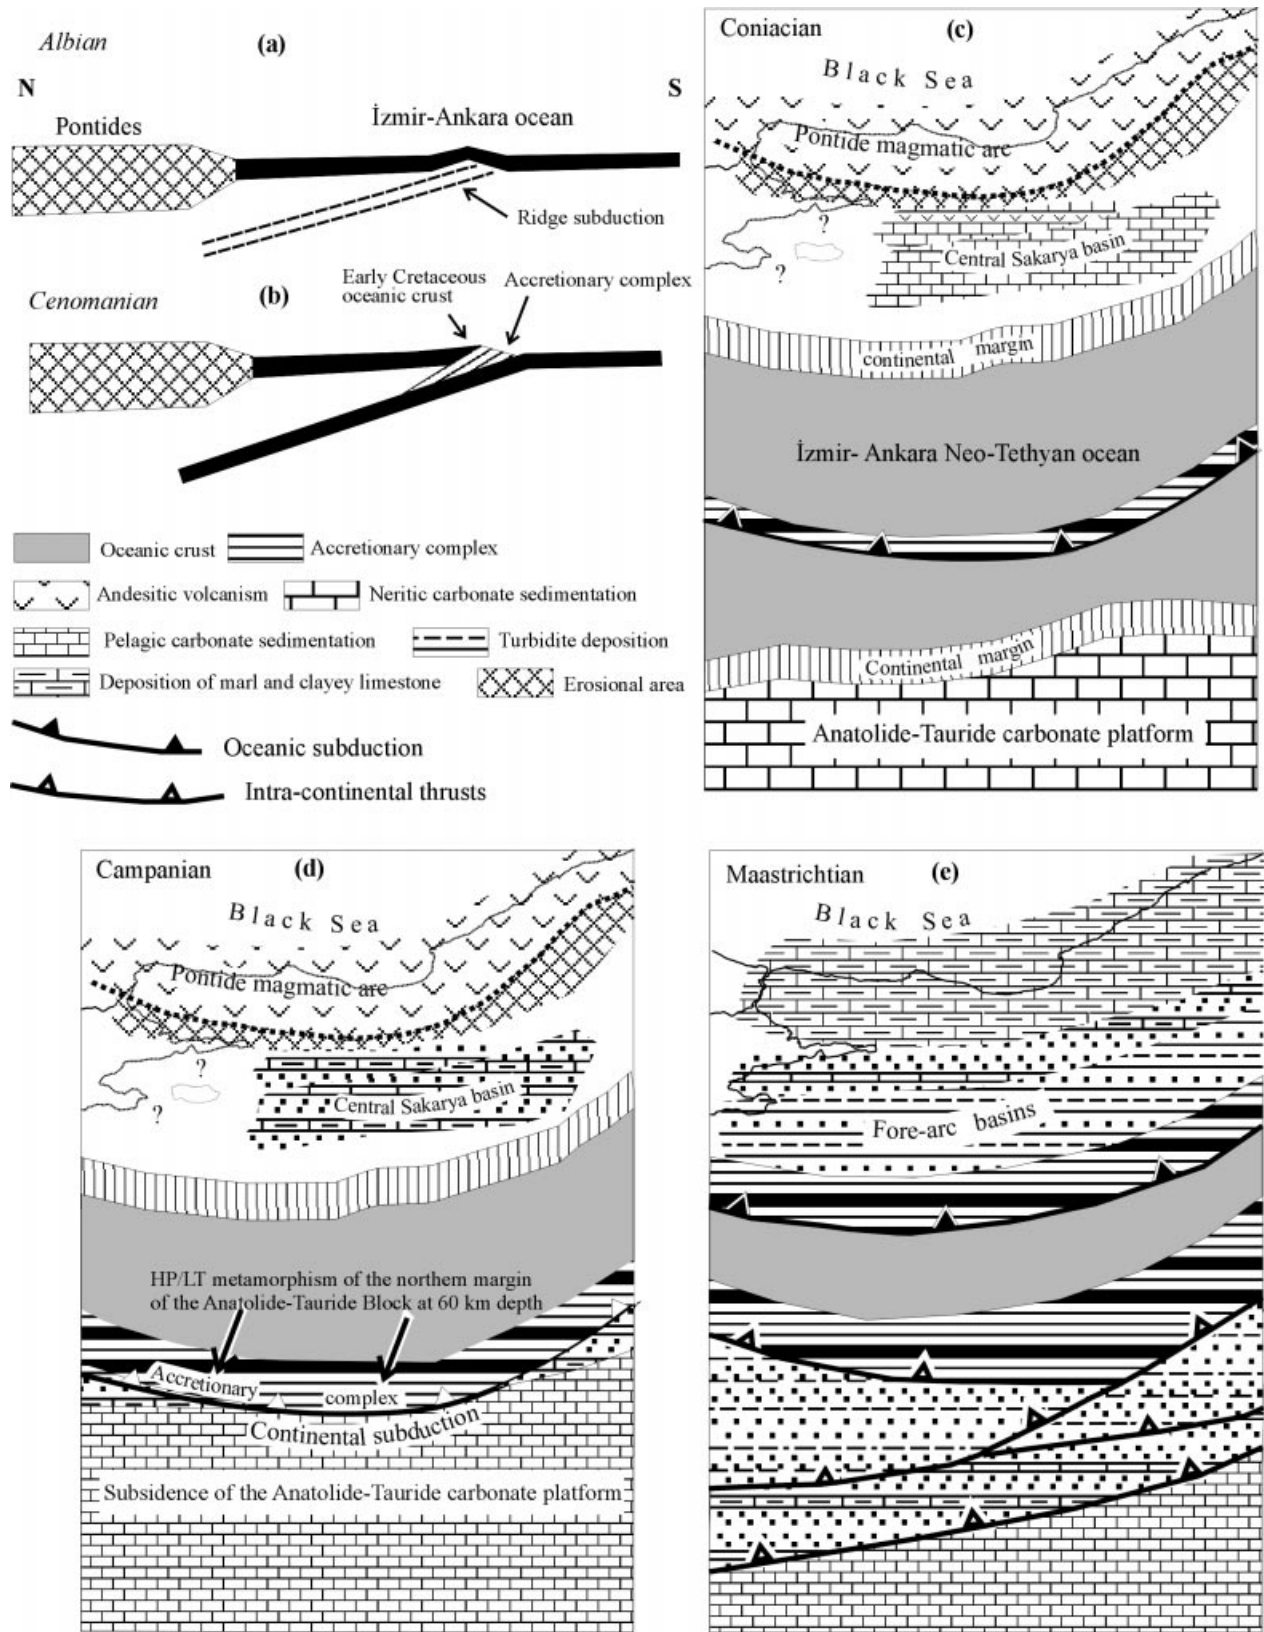 Albian
(a)
N
S
Pontides
İzmir-Ankara ocean
Ridge subduction
Cenomanian
(b)
Early Cretaceous
oceanic crust
Accretionary complex
Oceanic crust
Accretionary complex
Andesitic volcanism
Neritic carbonate sedimentation
Pelagic carbonate sedimentation
Turbidite deposition
Deposition of marl and clayey limestone
Erosional area
Oceanic subduction
Intra-continental thrusts
Coniacian
(c)
Black Sea
Pontide magmatic arc
?
?
Central Sakarya basin
continental margin
İzmir- Ankara Neo-Tethyan ocean
Continental margin
Anatolide-Tauride carbonate platform
Campanian
(d)
Black Sea
Pontide magmatic arc
?
?
Central Sakarya basin
HP/LT metamorphism of the northern margin
of the Anatolide-Tauride Block at 60 km depth
Accretionary complex
Continental subduction
Subsidence of the Anatolide-Tauride carbonate platform
Maastrichtian
(e)
Black Sea
Fore-arc basins